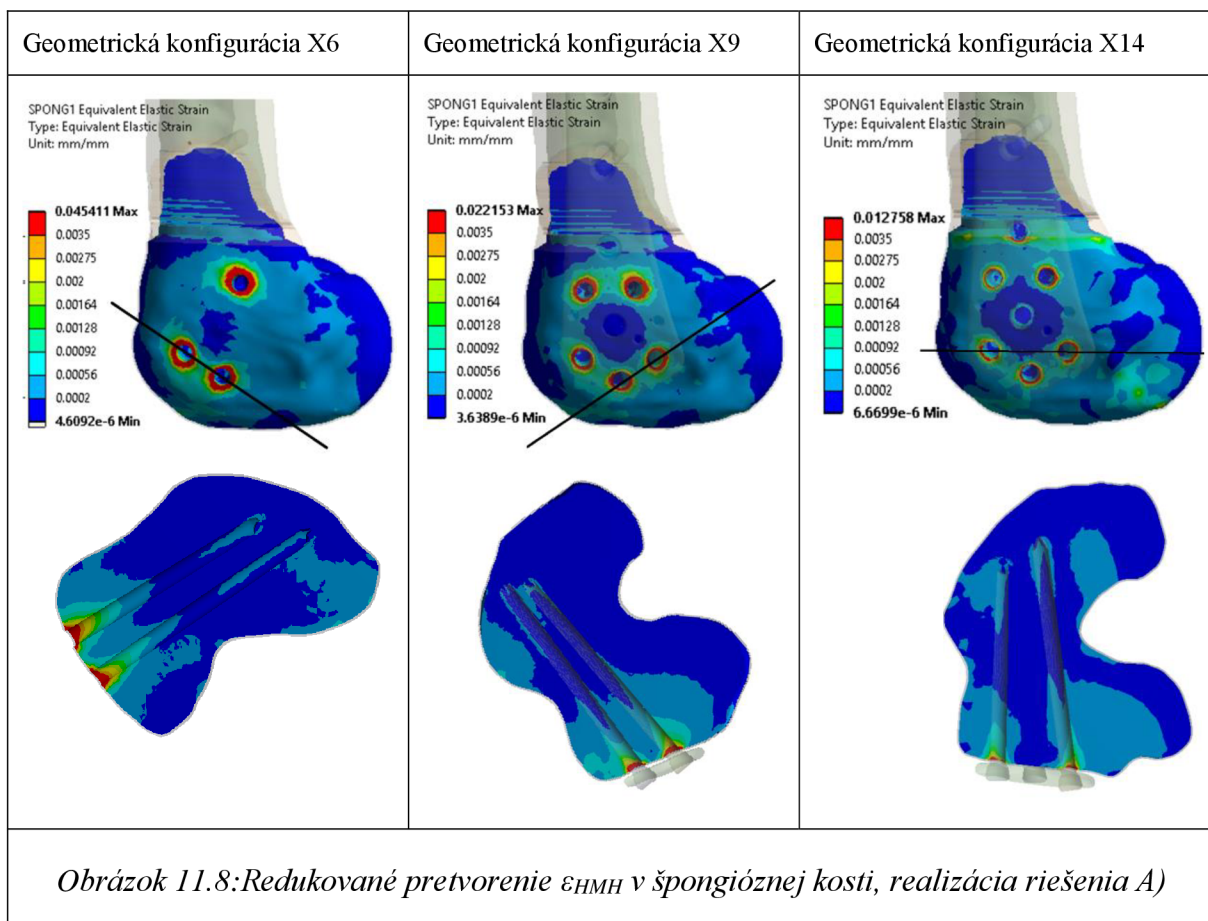 Geometrická konfigurácia X6
SPONG1 Equivalent Elastic Strain
Type: Equivalent Elastic Strain
Unit: mm/mm
0.045411 Max
0.0035
0.00275
0.002
0.00164
0.00128
0.00092
0.00056
0.0002
4.6092e-6 Min
Geometrická konfigurácia X9
SPONG1 Equivalent Elastic Strain
Type: Equivalent Elastic Strain
Unit: mm/mm
0.022153 Max
0.0035
0.00275
0.002
0.00164
0.00128
0.00092
0.00056
0.0002
3.6389e-6 Min
Geometrická konfigurácia X14
SPONG1 Equivalent Elastic Strain
Type: Equivalent Elastic Strain
Unit: mm/mm
0.012758 Max
0.0035
0.00275
0.002
0.00164
0.00128
0.00092
0.00056
0.0002
6.6699e-6 Min
Obrázok 11.8:Redukované pretvorenie εHMH v špongióznej kosti, realizácia riešenia A)